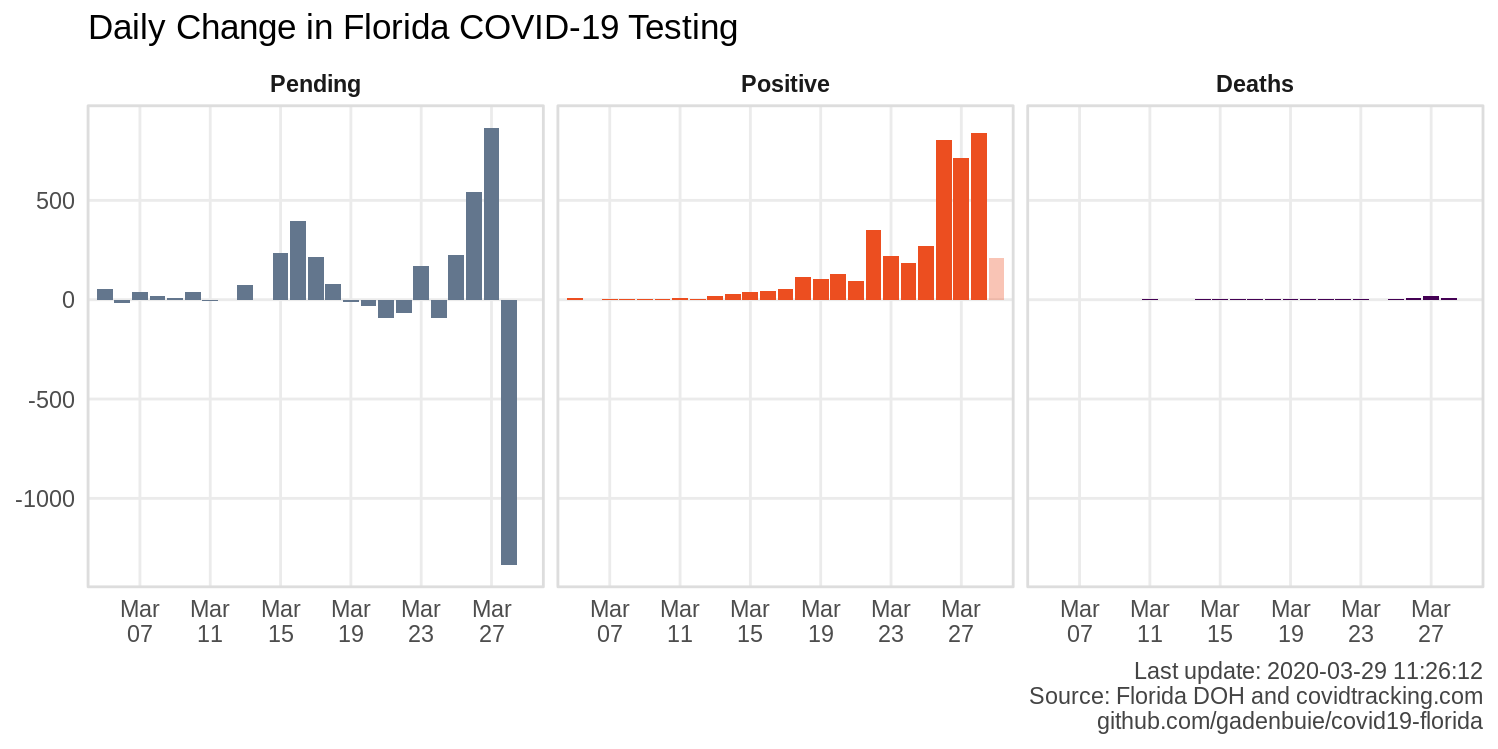 Daily Change in Florida COVID-19 Testing
Pending
Positive
Deaths
500
0
-500
-1000
Mar Mar Mar Mar Mar Mar
07 11 15 19 23 27
Mar Mar Mar Mar Mar Mar
07 11 15 19 23 27
Mar Mar Mar Mar Mar Mar
07 11 15 19 23 27
Last update: 2020-03-29 11:26:12
Source: Florida DOH and covidtracking.com
github.com/gadenbuie/covid19-florida